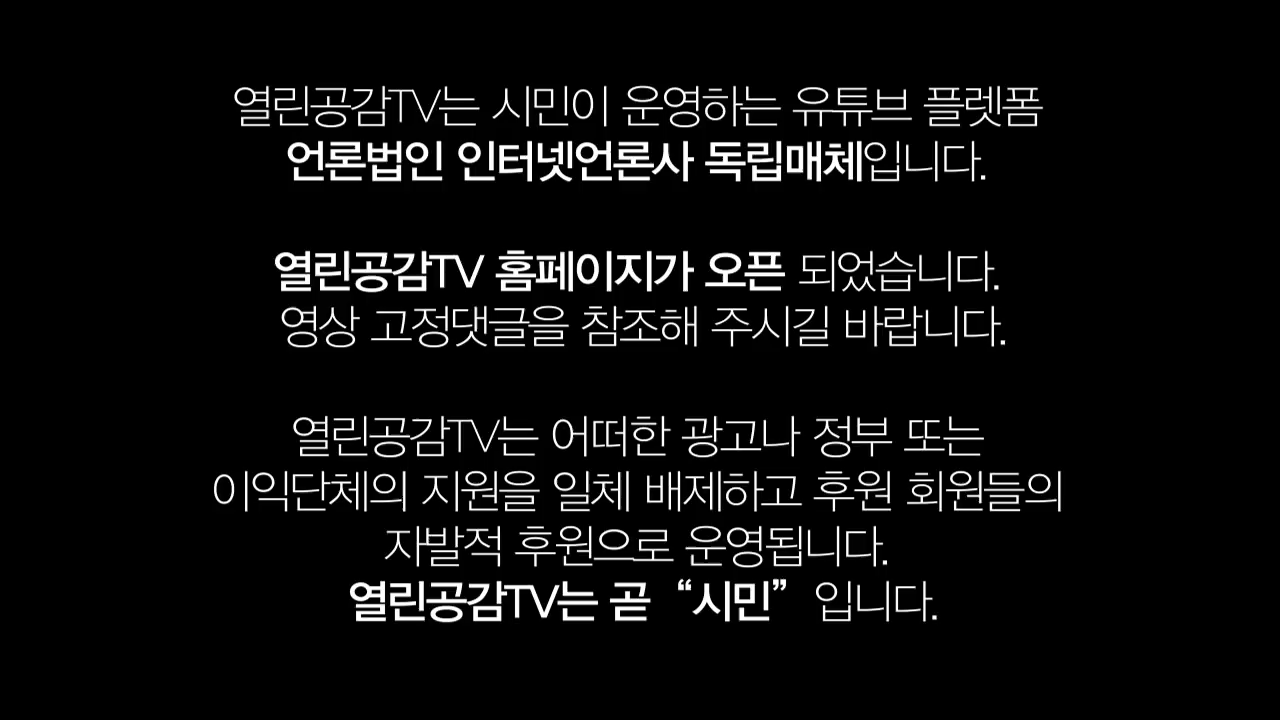 열린공감TV는 시민이 운영하는 유튜브 플렛폼
언론법인 인터넷언론사 독립매체입니다.
열린공감TV 홈페이지가 오픈 되었습니다.
영상 고정댓글을 참조해 주시길 바랍니다.
열린공감TV는 어떠한 광고나 정부 또는
이익단체의 지원을 일체 배제하고 후원 회원들의
자발적 후원으로 운영됩니다.
열린공감TV는 곧 “시민” 입니다.